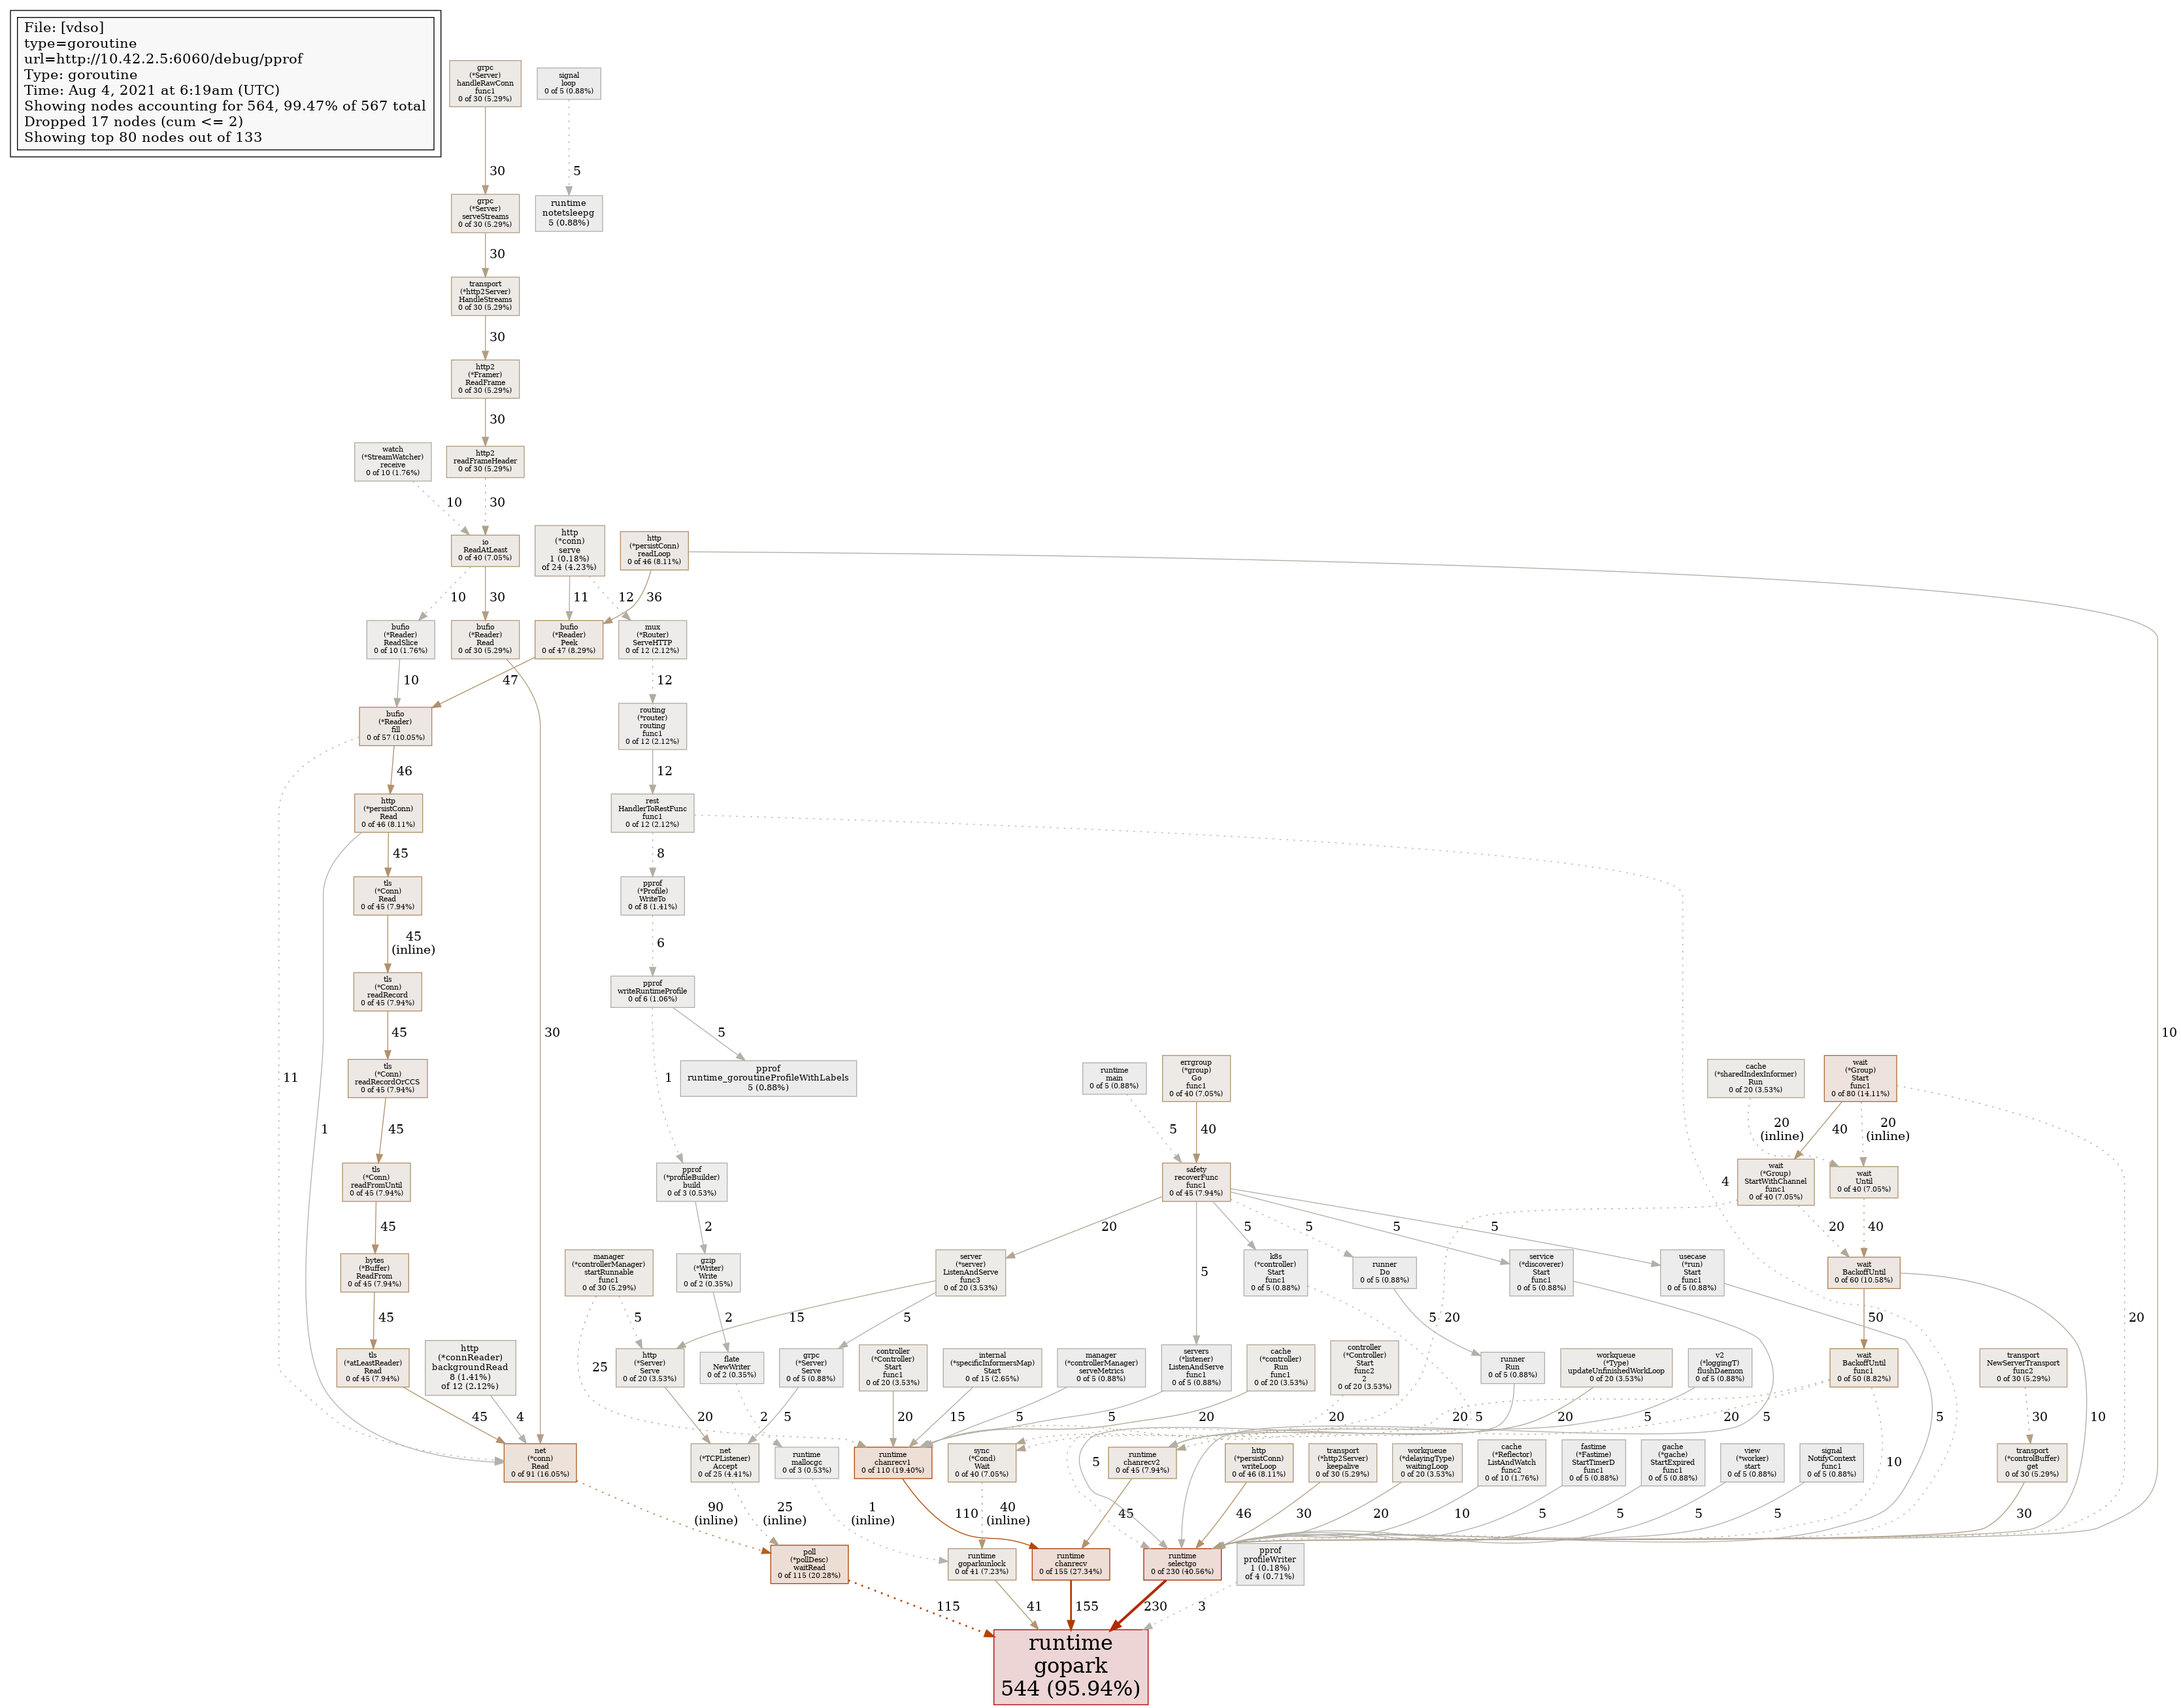 File: [vdso]
type=goroutine
url=http://10.42.2.5:6060/debug/pprof
Type: goroutine
Time: Aug 4, 2021 at 6:19am (UTC)
Showing nodes accounting for 564, 99.47% of 567 total
Dropped 17 nodes (cum <= 2)
Showing top 80 nodes out of 133
grpc
(*Server)
handleRawConn
func1
0 of 30 (5.29%)
signal
loop
0 of 5 (0.88%)
30
5
grpc
(*Server)
serveStreams
0 of 30 (5.29%)
runtime
notetsleepg
5 (0.88%)
30
transport
(*http2Server)
HandleStreams
0 of 30 (5.29%)
30
http2
(*Framer)
ReadFrame
0 of 30 (5.29%)
30
watch
(*StreamWatcher)
receive
0 of 10 (1.76%)
http2
readFrameHeader
0 of 30 (5.29%)
10
30
io
ReadAtLeast
0 of 40 (7.05%)
http
(*conn)
serve
1 (0.18%)
of 24 (4.23%)
http
(*persistConn)
readLoop
0 of 46 (8.11%)
10
30
11
12
36
bufio
(*Reader)
ReadSlice
0 of 10 (1.76%)
bufio
(*Reader)
Read
0 of 30 (5.29%)
bufio
(*Reader)
Peek
0 of 47 (8.29%)
mux
(*Router)
ServeHTTP
0 of 12 (2.12%)
10
47
12
bufio
(*Reader)
fill
0 of 57 (10.05%)
routing
(*router)
routing
func1
0 of 12 (2.12%)
46
12
http
(*persistConn)
Read
0 of 46 (8.11%)
rest
HandlerToRestFunc
func1
0 of 12 (2.12%)
45
8
tls
(*Conn)
Read
0 of 45 (7.94%)
pprof
(*Profile)
WriteTo
0 of 8 (1.41%)
45
(inline)
6
tls
(*Conn)
readRecord
0 of 45 (7.94%)
pprof
writeRuntimeProfile
0 of 6 (1.06%)
45
30
5
10
tls
(*Conn)
readRecordOrCCS
0 of 45 (7.94%)
11
1
pprof
runtime_goroutineProfileWithLabels
5 (0.88%)
runtime
main
0 of 5 (0.88%)
errgroup
(*group)
Go
func1
0 of 40 (7.05%)
cache
(*sharedIndexInformer)
Run
0 of 20 (3.53%)
wait
(*Group)
Start
func1
0 of 80 (14.11%)
1
45
5
40
20
(inline)
40
20
(inline)
tls
(*Conn)
readFromUntil
0 of 45 (7.94%)
pprof
(*profileBuilder)
build
0 of 3 (0.53%)
safety
recoverFunc
func1
0 of 45 (7.94%)
4
wait
(*Group)
StartWithChannel
func1
0 of 40 (7.05%)
wait
Until
0 of 40 (7.05%)
45
2
20
5
5
5
5
5
20
40
bytes
(*Buffer)
ReadFrom
0 of 45 (7.94%)
manager
(*controllerManager)
startRunnable
func1
0 of 30 (5.29%)
gzip
(*Writer)
Write
0 of 2 (0.35%)
server
(*server)
ListenAndServe
func3
0 of 20 (3.53%)
k8s
(*controller)
Start
func1
0 of 5 (0.88%)
runner
Do
0 of 5 (0.88%)
service
(*discoverer)
Start
func1
0 of 5 (0.88%)
usecase
(*run)
Start
func1
0 of 5 (0.88%)
wait
BackoffUntil
0 of 60 (10.58%)
45
5
2
15
5
5
20
50
20
tls
(*atLeastReader)
Read
0 of 45 (7.94%)
http
(*connReader)
backgroundRead
8 (1.41%)
of 12 (2.12%)
25
http
(*Server)
Serve
0 of 20 (3.53%)
flate
NewWriter
0 of 2 (0.35%)
grpc
(*Server)
Serve
0 of 5 (0.88%)
controller
(*Controller)
Start
func1
0 of 20 (3.53%)
internal
(*specificInformersMap)
Start
0 of 15 (2.65%)
manager
(*controllerManager)
serveMetrics
0 of 5 (0.88%)
servers
(*listener)
ListenAndServe
func1
0 of 5 (0.88%)
cache
(*controller)
Run
func1
0 of 20 (3.53%)
controller
(*Controller)
Start
func2
2
0 of 20 (3.53%)
runner
Run
0 of 5 (0.88%)
workqueue
(*Type)
updateUnfinishedWorkLoop
0 of 20 (3.53%)
v2
(*loggingT)
flushDaemon
0 of 5 (0.88%)
wait
BackoffUntil
func1
0 of 50 (8.82%)
transport
NewServerTransport
func2
0 of 30 (5.29%)
45
4
20
2
5
20
15
5
5
20
20
20
5
20
5
20
5
5
10
30
net
(*conn)
Read
0 of 91 (16.05%)
net
(*TCPListener)
Accept
0 of 25 (4.41%)
runtime
mallocgc
0 of 3 (0.53%)
runtime
chanrecv1
0 of 110 (19.40%)
sync
(*Cond)
Wait
0 of 40 (7.05%)
5
runtime
chanrecv2
0 of 45 (7.94%)
http
(*persistConn)
writeLoop
0 of 46 (8.11%)
transport
(*http2Server)
keepalive
0 of 30 (5.29%)
workqueue
(*delayingType)
waitingLoop
0 of 20 (3.53%)
cache
(*Reflector)
ListAndWatch
func2
0 of 10 (1.76%)
fastime
(*Fastime)
StartTimerD
func1
0 of 5 (0.88%)
gache
(*gache)
StartExpired
func1
0 of 5 (0.88%)
view
(*worker)
start
0 of 5 (0.88%)
signal
NotifyContext
func1
0 of 5 (0.88%)
10
transport
(*controlBuffer)
get
0 of 30 (5.29%)
90
(inline)
25
(inline)
1
(inline)
110
40
(inline)
45
46
30
20
10
5
5
5
5
30
poll
(*pollDesc)
waitRead
0 of 115 (20.28%)
runtime
goparkunlock
0 of 41 (7.23%)
runtime
chanrecv
0 of 155 (27.34%)
runtime
selectgo
0 of 230 (40.56%)
pprof
profileWriter
1 (0.18%)
of 4 (0.71%)
115
41
155
230
3
runtime
gopark
544 (95.94%)